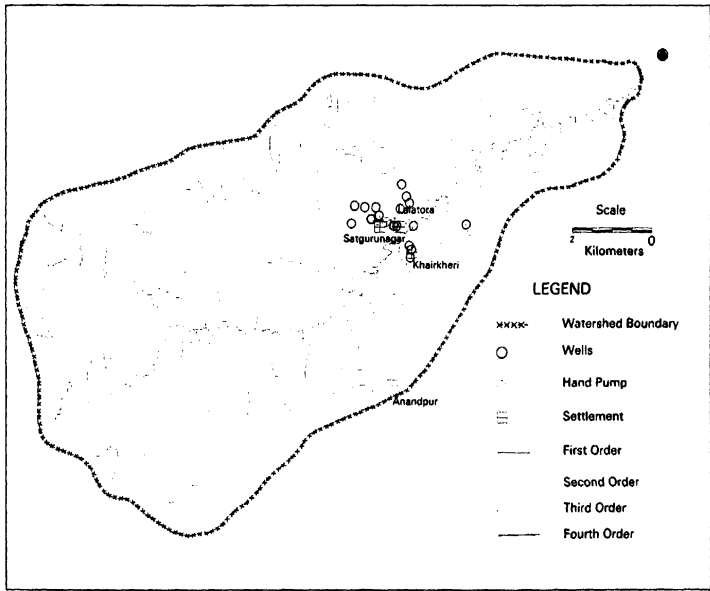 Lalatora
Satgurunagar
Khairkheri
Anandpur
Scale
2 0
Kilometers
LEGEND
Watershed Boundary
Wells
Hand Pump
Settlement
First Order
Second Order
Third Order
Fourth Order